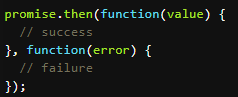 promise.then(function(value) {
  // success
}, function(error) {
  // failure
});